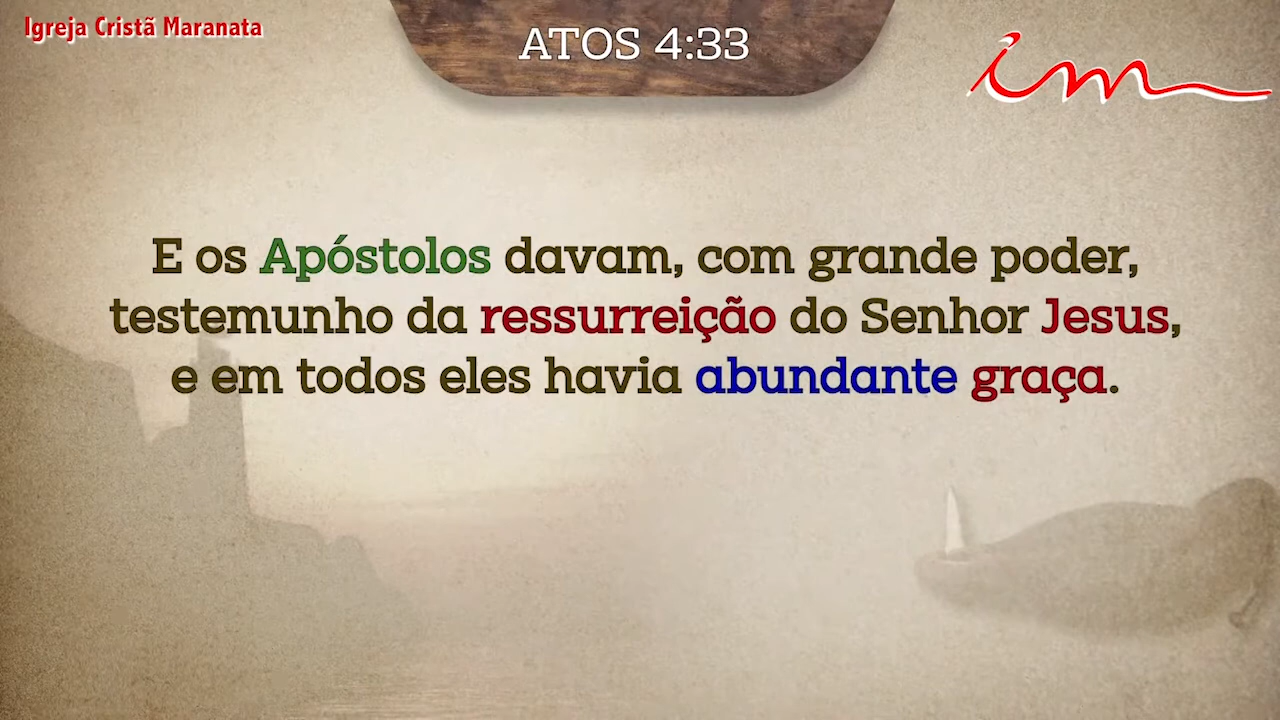 Igreja Cristã Maranata
ATOS 4:33
im
E os Apóstolos davam, com grande poder,
testemunho da ressurreição do Senhor Jesus,
e em todos eles havia abundante graça.